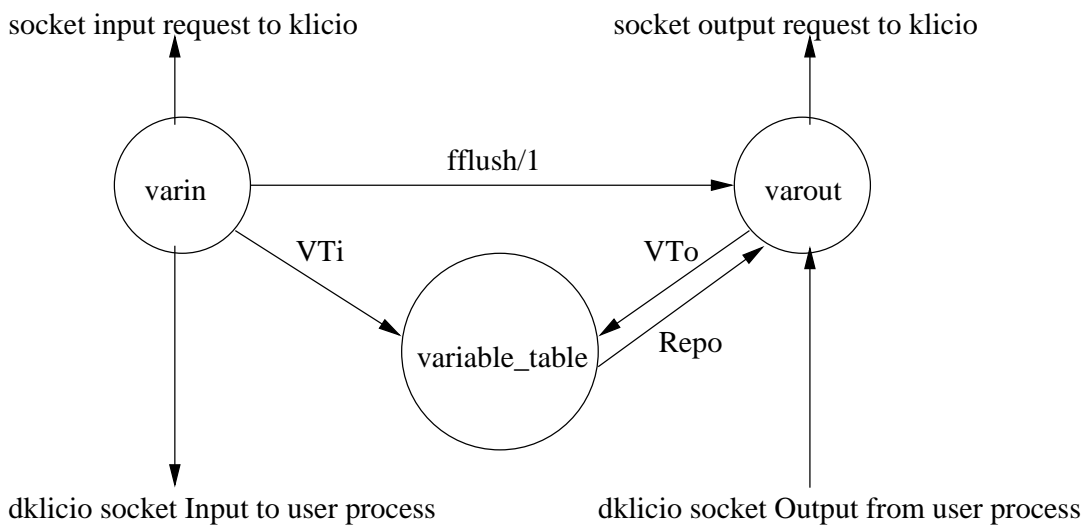 socket input request to klicio
socket output request to klicio
fflush/1
varin
varout
VTi
VTo
Repo
variable_table
dklicio socket Input to user process
dklicio socket Output from user process